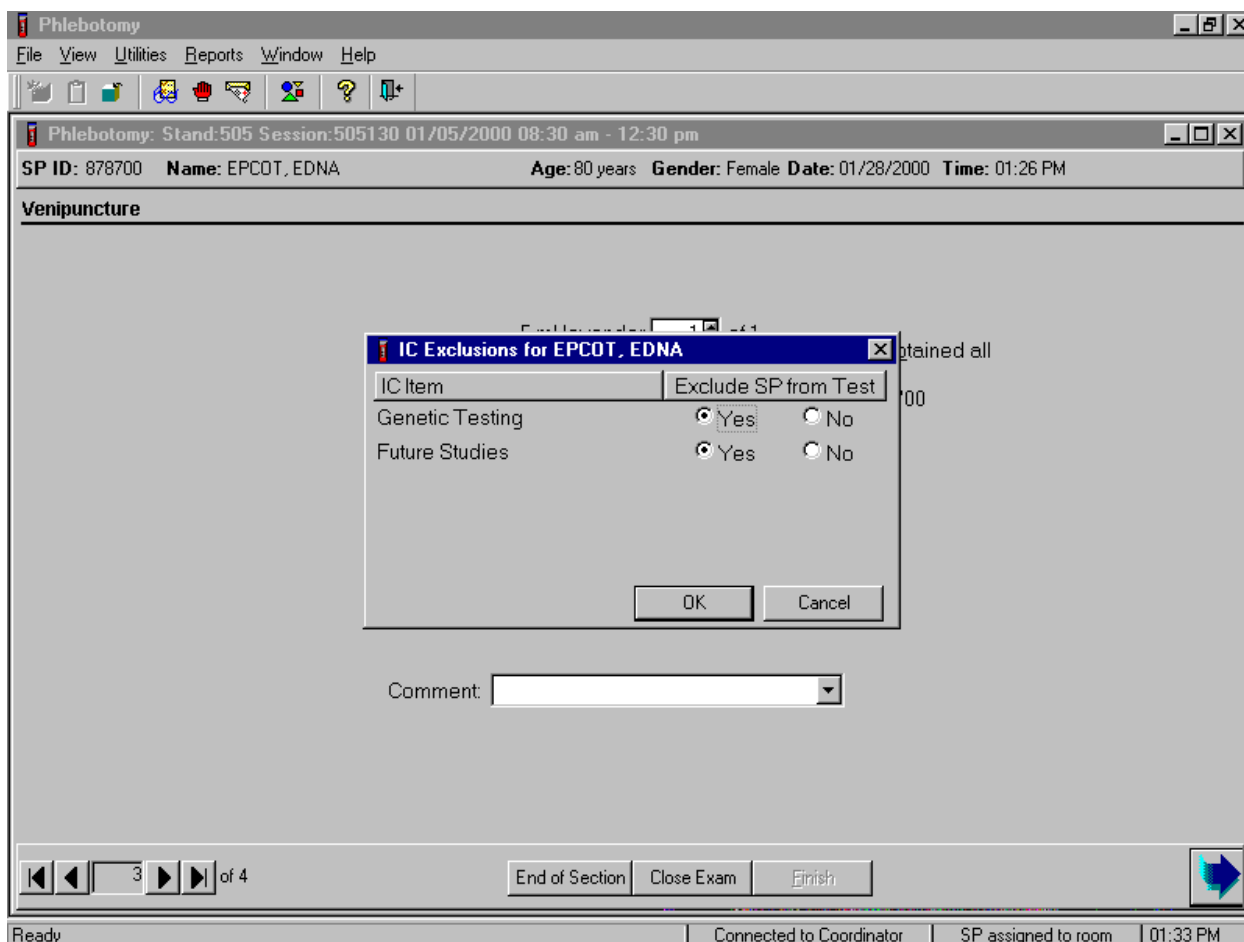 Phlebotomy
File View Utilities Reports Window Help
Phlebotomy: Stand:505 Session:505130 01/05/2000 08:30 am - 12:30 pm
SP ID: 878700 Name: EPCOT, EDNA Age: 80 years Gender: Female Date: 01/28/2000 Time: 01:26 PM
Venipuncture
1 of 1
IC Exclusions for EPCOT, EDNA
IC Item Exclude SP from Test
Genetic Testing Yes No
Future Studies Yes No
OK Cancel
all
Comment:
3 of 4 End of Section Close Exam Finish
Ready Connected to Coordinator SP assigned to room 01:33 PM